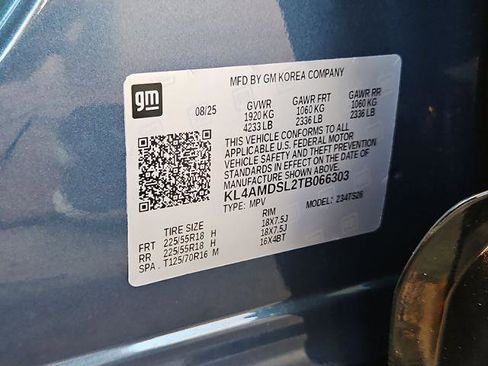 gm
MFD BY GM KOREA COMPANY
08/25 GVWR GAWR FRT GAWR RR
1920 KG 1060 KG 1060 KG
4233 LB 2336 LB 2336 LB
THIS VEHICLE CONFORMS TO ALL
APPLICABLE U.S. FEDERAL MOTOR
VEHICLE SAFETY AND THEFT PREVENTION
STANDARDS IN EFFECT ON THE DATE OF
MANUFACTURE SHOWN ABOVE.
KL4AMDSL2TB066303
TYPE: MPV MODEL: 234TS26
TIRE SIZE RIM
FRT 225/55R18 H 18X7.5J
RR 225/55R18 H 18X7.5J
SPA. T125/70R16 M 16X4BT